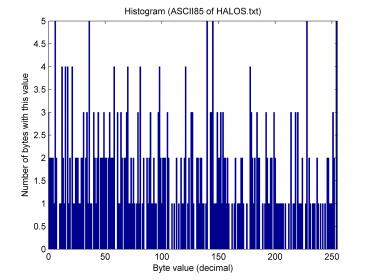 Histogram (ASCII85 of HALOS.txt)
5
4.5
4
3.5
3
2.5
2
1.5
1
0.5
0
Number of bytes with this value
0 50 100 150 200 250
Byte value (decimal)